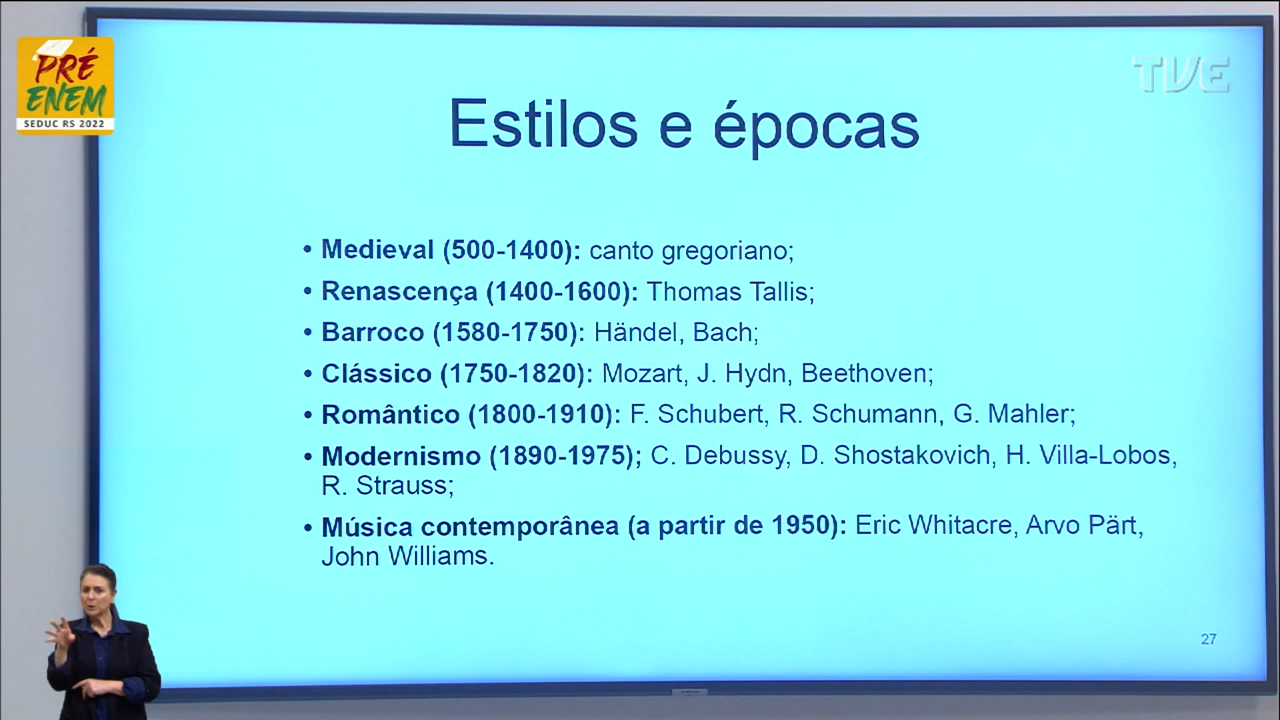 PRÉ
ENEM
SEDUC RS 2022
TVE
Estilos e épocas
• Medieval (500-1400): canto gregoriano;
• Renascença (1400-1600): Thomas Tallis;
• Barroco (1580-1750): Händel, Bach;
• Clássico (1750-1820): Mozart, J. Hydn, Beethoven;
• Romântico (1800-1910): F. Schubert, R. Schumann, G. Mahler;
• Modernismo (1890-1975); C. Debussy, D. Shostakovich, H. Villa-Lobos,
R. Strauss;
• Música contemporânea (a partir de 1950): Eric Whitacre, Arvo Pärt,
John Williams.
27